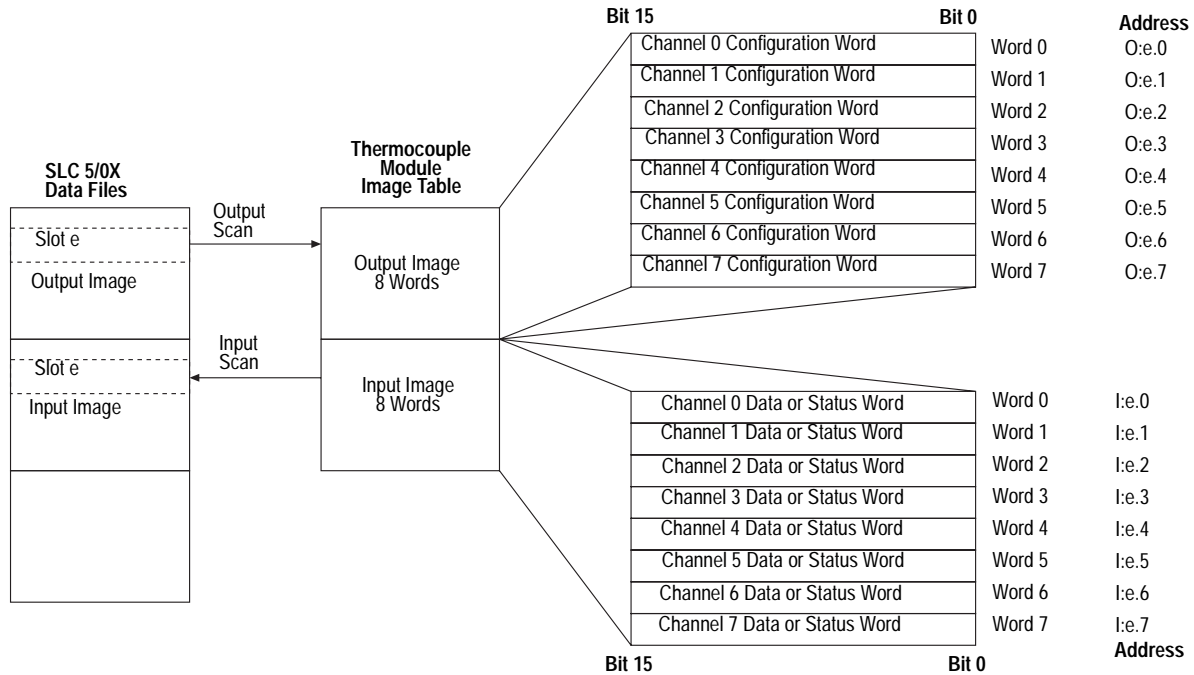 Bit 15 Bit 0 Address
Channel 0 Configuration Word Word 0 O:e.0
Channel 1 Configuration Word Word 1 O:e.1
Channel 2 Configuration Word Word 2 O:e.2
Channel 3 Configuration Word Word 3 O:e.3
Channel 4 Configuration Word Word 4 O:e.4
Channel 5 Configuration Word Word 5 O:e.5
Channel 6 Configuration Word Word 6 O:e.6
Channel 7 Configuration Word Word 7 O:e.7
SLC 5/0X
Data Files
Slot e
Output Image
Slot e
Input Image
Output
Scan
Input
Scan
Thermocouple
Module
Image Table
Output Image
8 Words
Input Image
8 Words
Channel 0 Data or Status Word Word 0 I:e.0
Channel 1 Data or Status Word Word 1 I:e.1
Channel 2 Data or Status Word Word 2 I:e.2
Channel 3 Data or Status Word Word 3 I:e.3
Channel 4 Data or Status Word Word 4 I:e.4
Channel 5 Data or Status Word Word 5 I:e.5
Channel 6 Data or Status Word Word 6 I:e.6
Channel 7 Data or Status Word Word 7 I:e.7
Bit 15 Bit 0 Address